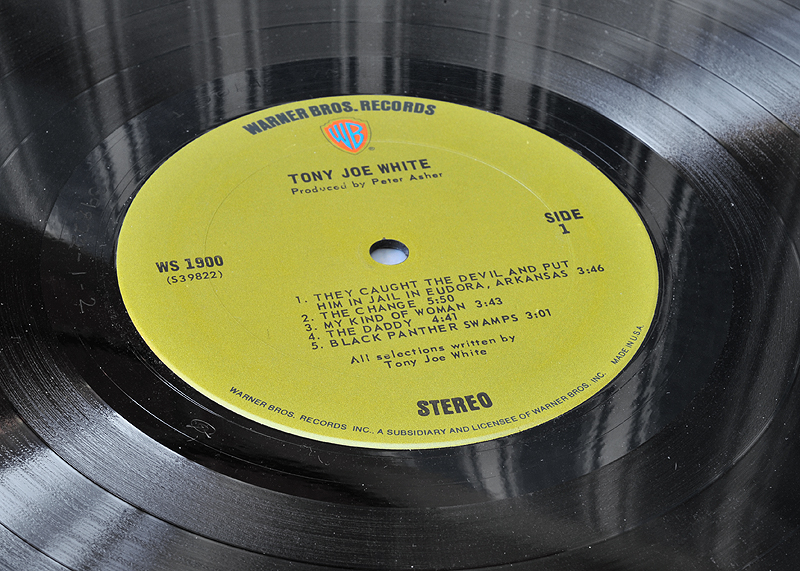 WARNER BROS. RECORDS
WB
®
TONY JOE WHITE
Produced by Peter Asher
SIDE
1
WS 1900
(S39822)
1. THEY CAUGHT THE DEVIL AND PUT
HIM IN JAIL IN EUDORA, ARKANSAS 3:46
2. THE CHANGE 5:50
3. MY KIND OF WOMAN 3:43
4. THE DADDY 4:41
5. BLACK PANTHER SWAMPS 3:01
All selections written by
Tony Joe White
STEREO
WARNER BROS. RECORDS INC., A SUBSIDIARY AND LICENSEE OF WARNER BROS. INC. MADE IN U.S.A.